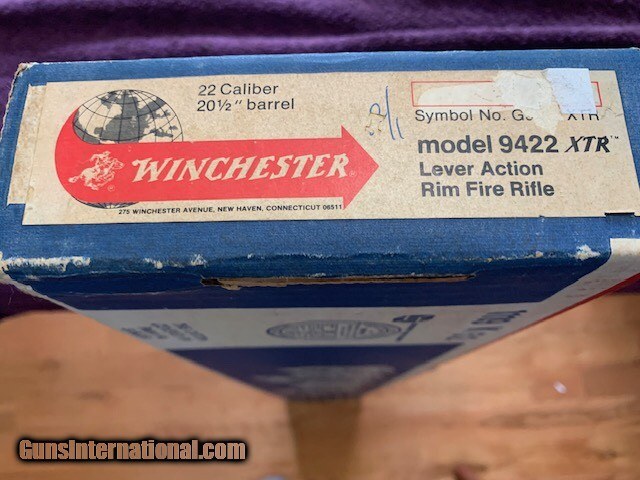 22 Caliber
20½" barrel
WINCHESTER
275 WINCHESTER AVENUE, NEW HAVEN, CONNECTICUT 06511
Symbol No. G XTR
model 9422 XTR™
Lever Action
Rim Fire Rifle
GunsInternational.com